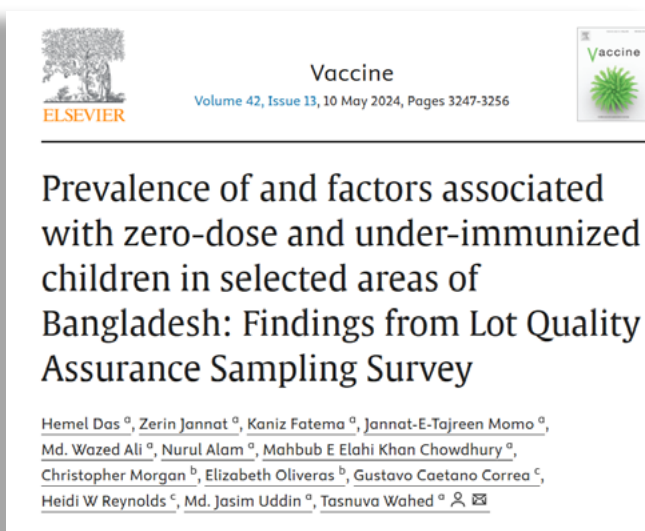 Vaccine
Volume 42, Issue 13, 10 May 2024, Pages 3247-3256
ELSEVIER
Vaccine
Prevalence of and factors associated
with zero-dose and under-immunized
children in selected areas of
Bangladesh: Findings from Lot Quality
Assurance Sampling Survey
Hemel Das a, Zerin Jannat a, Kaniz Fatema a, Jannat-E-Tajreen Momo a,
Md. Wazed Ali a, Nurul Alam a, Mahbub E Elahi Khan Chowdhury a,
Christopher Morgan b, Elizabeth Oliveras b, Gustavo Caetano Correa c,
Heidi W Reynolds c, Md. Jasim Uddin a, Tasnuva Wahed a